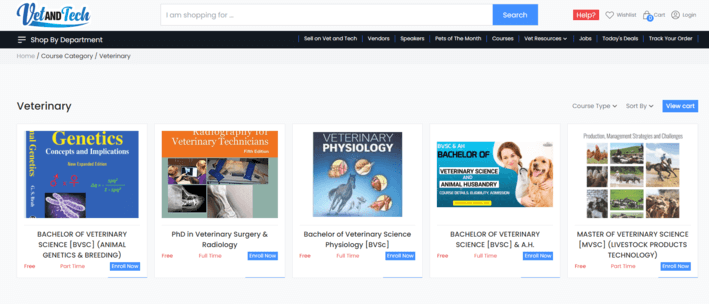 Vet AND Tech
I am shopping for ...
Search
Help?
Wishlist
Cart
0
Login
Shop By Department
Sell on Vet and Tech
Vendors
Speakers
Pets of The Month
Courses
Vet Resources
Jobs
Today's Deals
Track Your Order
Home / Course Category / Veterinary
Veterinary
Course Type
Sort By
View cart
Genetics
Concepts and Implications
Radiography for
Veterinary Technicians
Fifth Edition
VETERINARY
PHYSIOLOGY
BVSC & AH
BACHELOR OF
VETERINARY SCIENCE
AND
ANIMAL HUSBANDRY
COURSE DETAILS, ELIGIBILITY, ADMISSION
Production, Management Strategies and Challenges
BACHELOR OF VETERINARY
SCIENCE [BVSC] (ANIMAL
GENETICS & BREEDING)
Free
Part Time
Enroll Now
PhD in Veterinary Surgery &
Radiology
Free
Full Time
Enroll Now
Bachelor of Veterinary Science
Physiology [BVSc]
Free
Full Time
Enroll Now
BACHELOR OF VETERINARY
SCIENCE [BVSC] & A.H.
Free
Full Time
Enroll Now
MASTER OF VETERINARY SCIENCE
[MVSC] (LIVESTOCK PRODUCTS
TECHNOLOGY)
Free
Part Time
Enroll Now